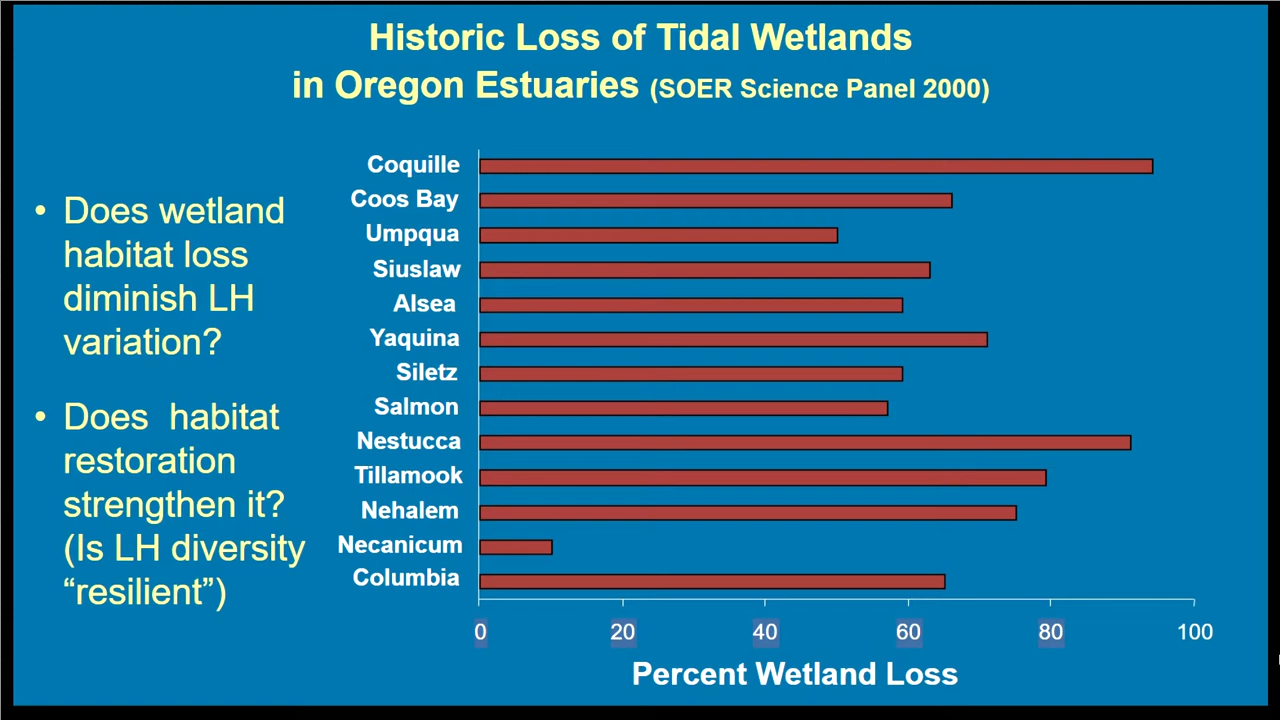 Historic Loss of Tidal Wetlands
in Oregon Estuaries (SOER Science Panel 2000)
• Does wetland
habitat loss
diminish LH
variation?
• Does  habitat
restoration
strengthen it?
(Is LH diversity
“resilient”)
Coquille
Coos Bay
Umpqua
Siuslaw
Alsea
Yaquina
Siletz
Salmon
Nestucca
Tillamook
Nehalem
Necanicum
Columbia
0 20 40 60 80 100
Percent Wetland Loss